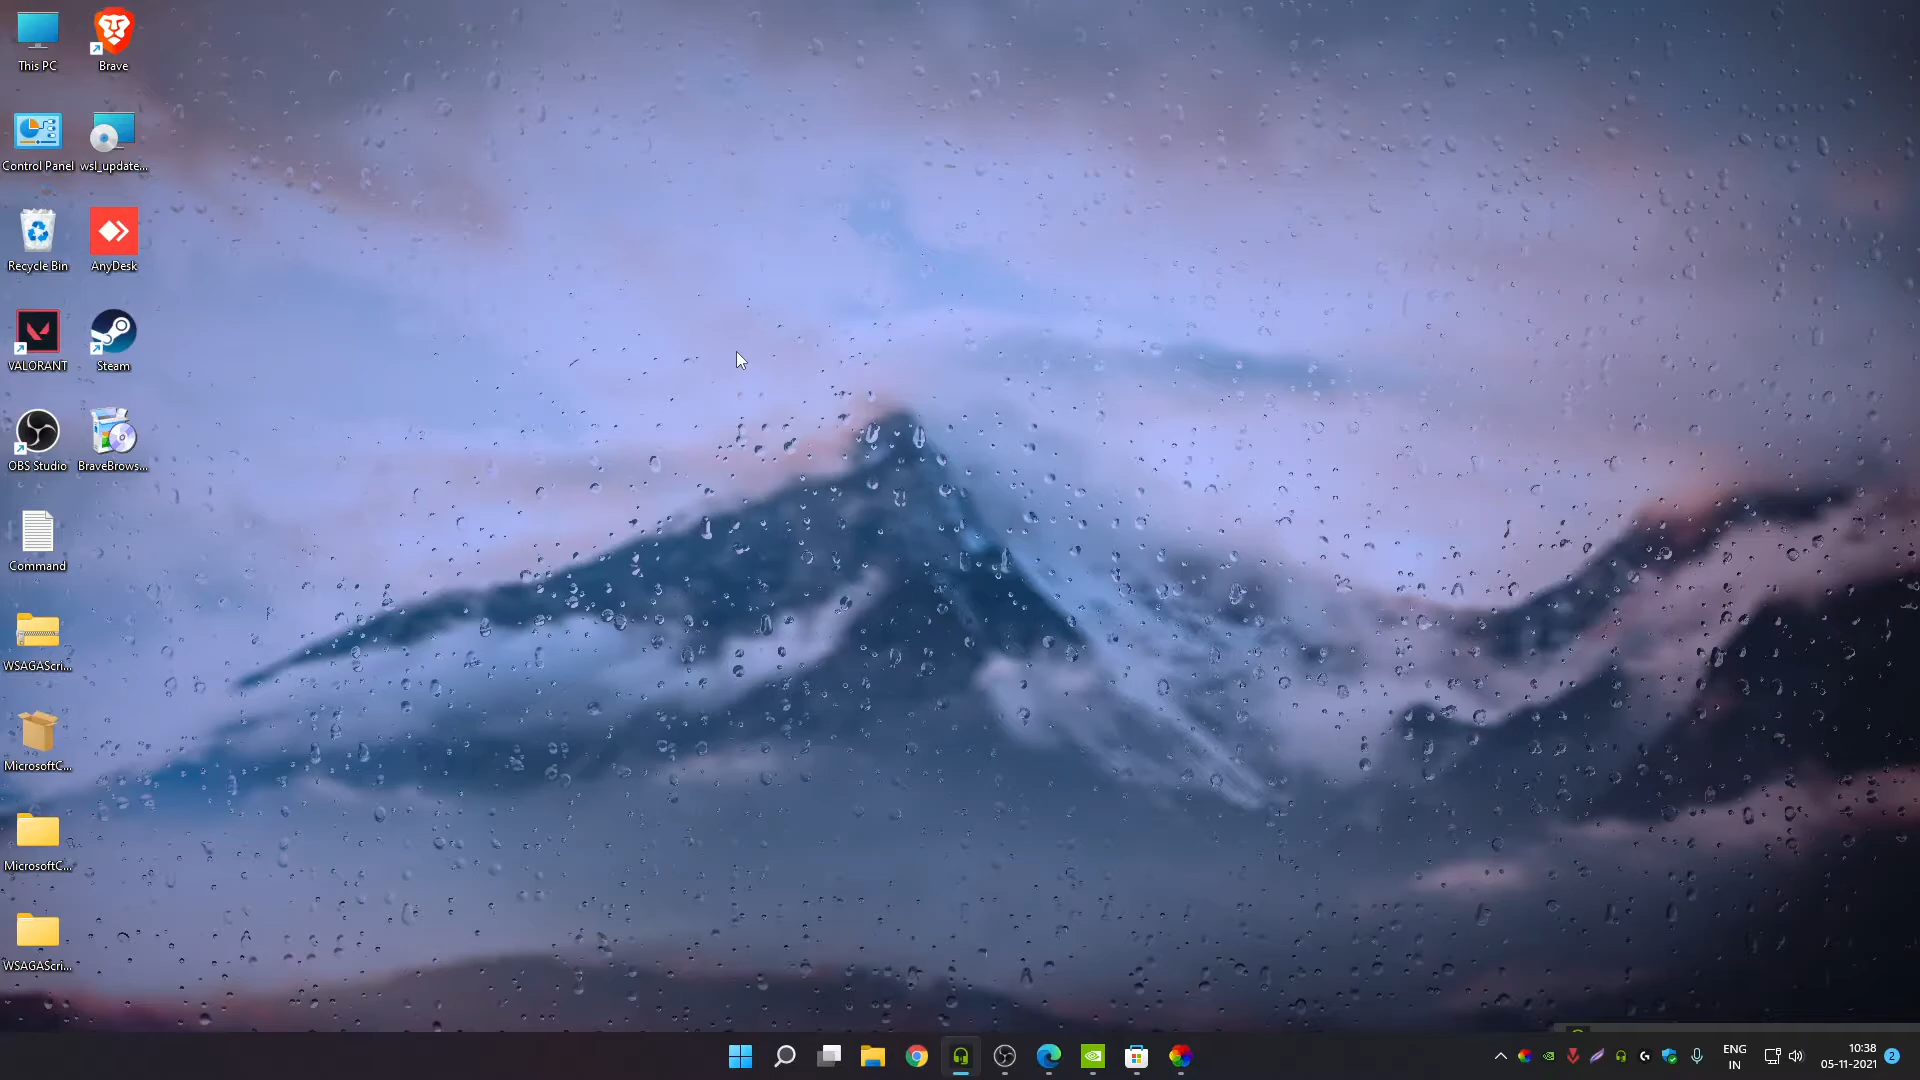 This PC
Brave
Control Panel
wsl_update...
Recycle Bin
AnyDesk
VALORANT
Steam
OBS Studio
BraveBrows...
Command
WSAGAScri...
MicrosoftC...
MicrosoftC...
WSAGAScri...
ENG
IN
10:38
05-11-2021
2